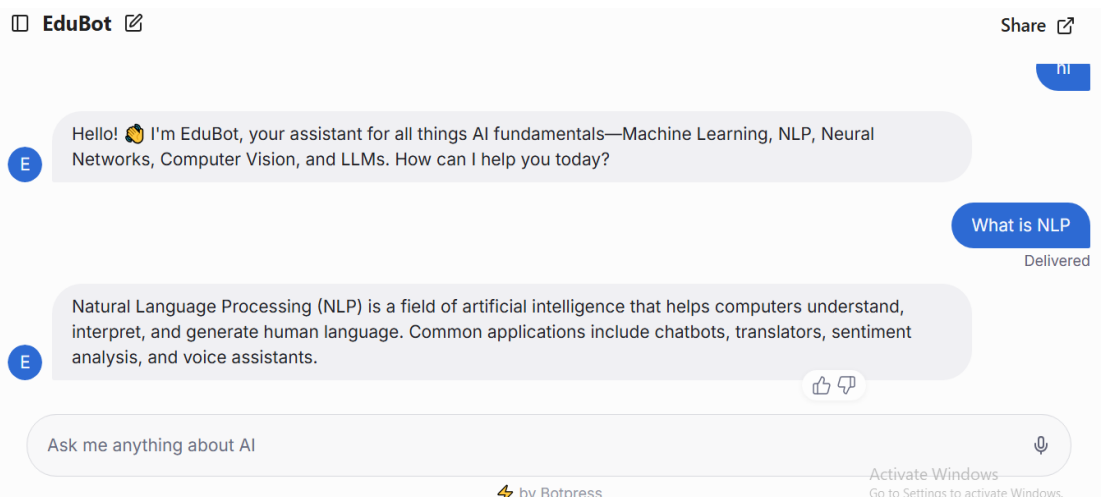 EduBot
Share
hi
Hello! 👋 I'm EduBot, your assistant for all things AI fundamentals—Machine Learning, NLP, Neural
Networks, Computer Vision, and LLMs. How can I help you today?
E
What is NLP
Delivered
Natural Language Processing (NLP) is a field of artificial intelligence that helps computers understand,
interpret, and generate human language. Common applications include chatbots, translators, sentiment
analysis, and voice assistants.
E
Ask me anything about AI
Activate Windows
⚡ by Botpress
Go to Settings to activate Windows.